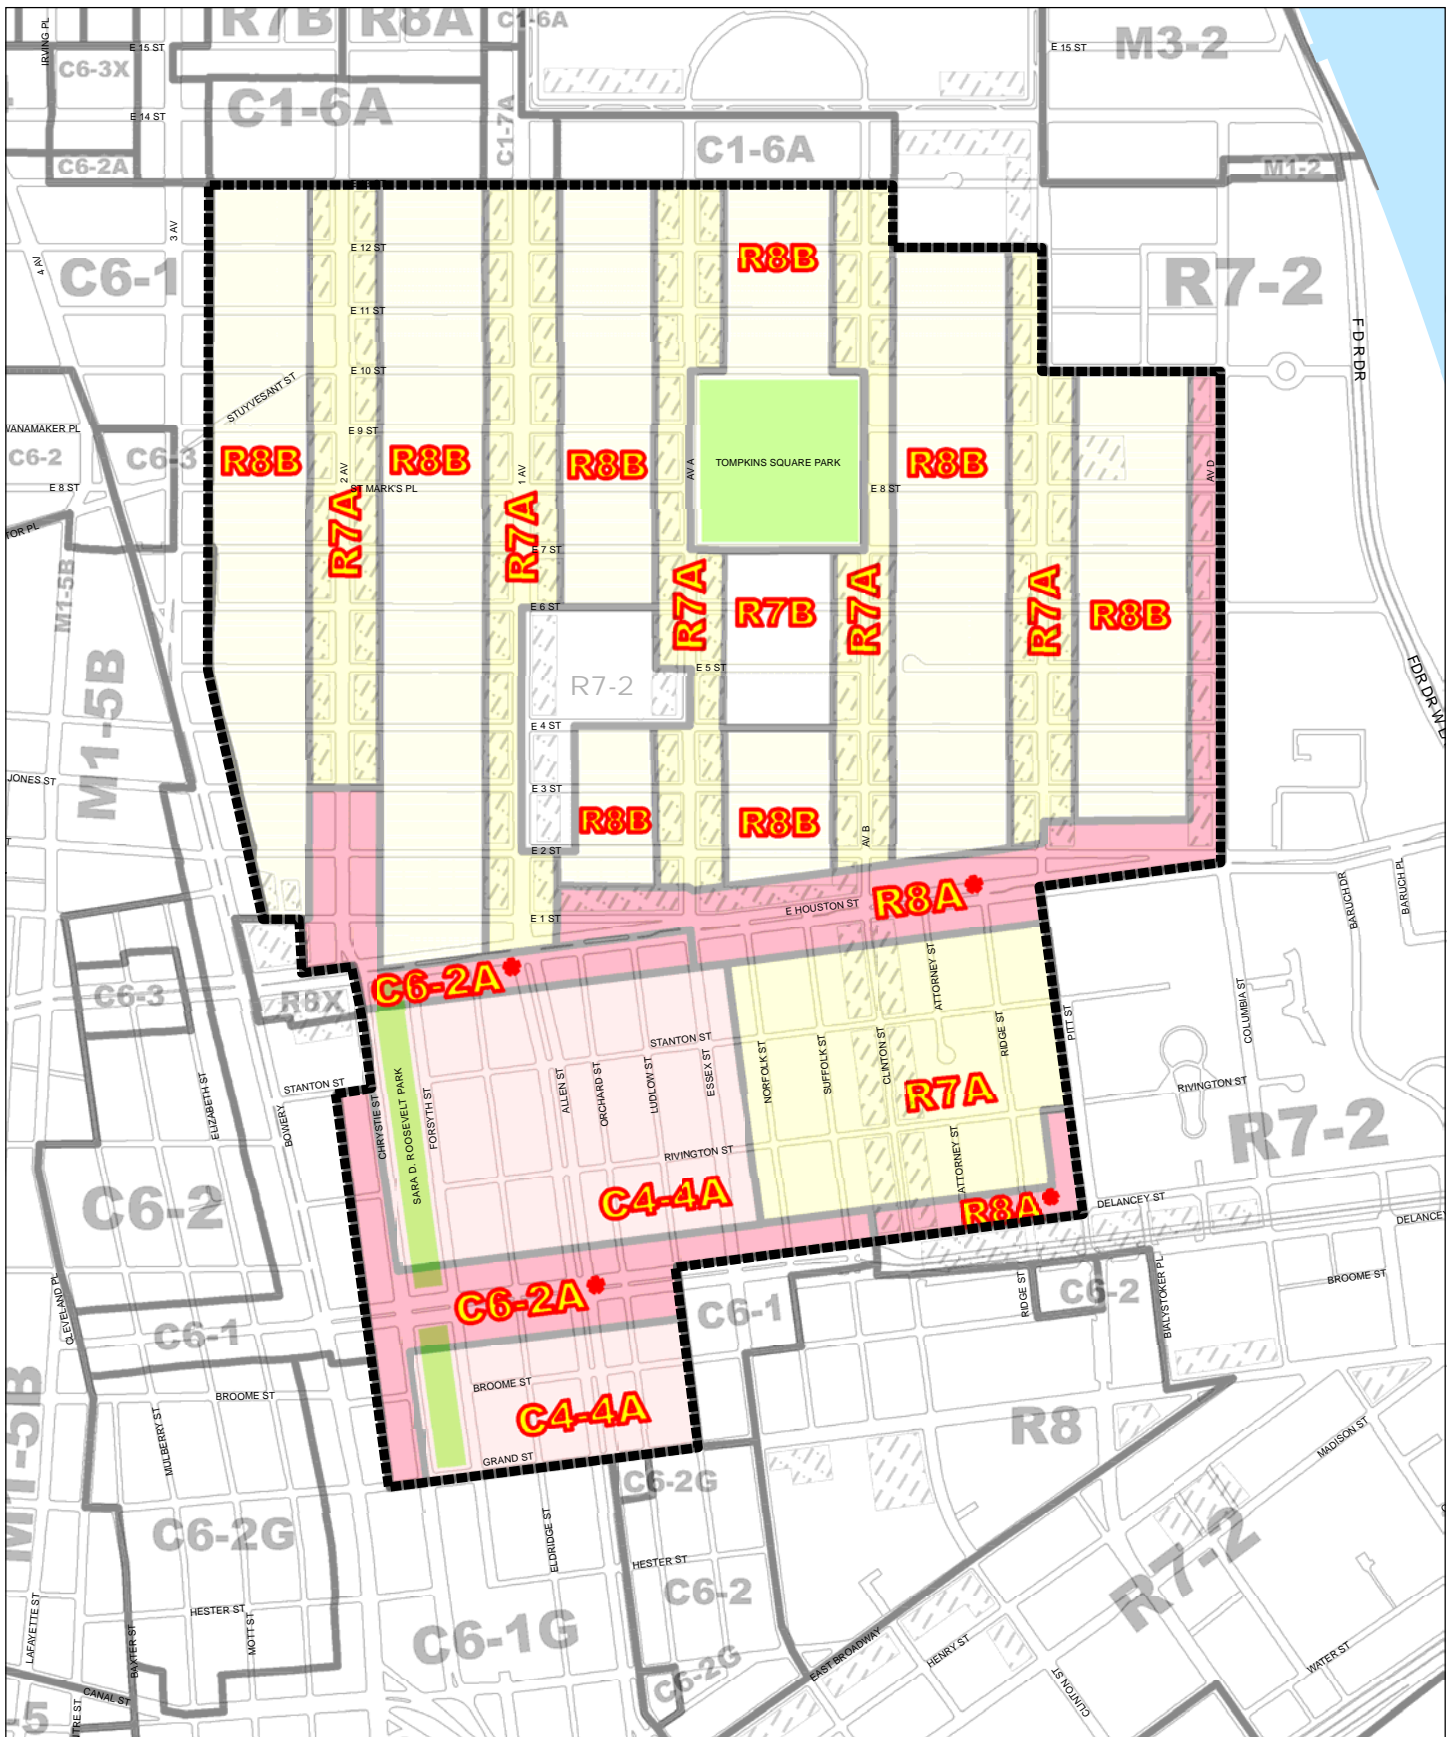 R7B
R8A
C1-6A
IRVING PL
E 15 ST
E 15 ST
M3-2
C6-3X
C1-6A
E 14 ST
C1-7A
C1-6A
C6-2A
M1-2
3 AV
4 AV
C6-1
E 12 ST
R8B
R7-2
E 11 ST
F D R DR
E 10 ST
STUYVESANT ST
WANAMAKER PL
E 9 ST
C6-2
C6-3
R8B
2 AV
R8B
1 AV
R8B
AV A
TOMPKINS SQUARE PARK
R8B
AV D
E 8 ST
ST MARK'S PL
E 8 ST
TOR PL
R7A
R7A
E 7 ST
M1-5B
R7A
R7B
R7A
R7A
R8B
E 6 ST
E 5 ST
R7-2
M1-5B
FDR DR W
E 4 ST
JONES ST
E 3 ST
R8B
R8B
AV B
E 2 ST
BARUCH DR
BARUCH PL
R8A*
E HOUSTON ST
E 1 ST
C6-2A*
C6-3
R8X
ATTORNEY ST
COLUMBIA ST
STANTON ST
RIDGE ST
PITT ST
NORFOLK ST
SUFFOLK ST
CLINTON ST
ESSEX ST
LUDLOW ST
ORCHARD ST
ALLEN ST
FORSYTH ST
SARA D. ROOSEVELT PARK
CHRYSTIE ST
STANTON ST
BOWERY
ELIZABETH ST
R7A
RIVINGTON ST
R7-2
RIVINGTON ST
ATTORNEY ST
C4-4A
C6-2
R8A*
DELANCEY ST
DELANCEY
C6-2A*
C6-1
C6-2
RIDGE ST
BIALYSTOKER PL
BROOME ST
CLEVELAND PL
C6-1
BROOME ST
BROOME ST
C4-4A
M1-5B
MULBERRY ST
R8
MADISON ST
GRAND ST
C6-2G
C6-2G
ELDRIDGE ST
HESTER ST
R7-2
C6-2
HESTER ST
LAFAYETTE ST
BAXTER ST
MOTT ST
C6-1G
EAST BROADWAY
HENRY ST
WATER ST
C6-2G
CLINTON ST
CANAL ST
-5
TRE ST